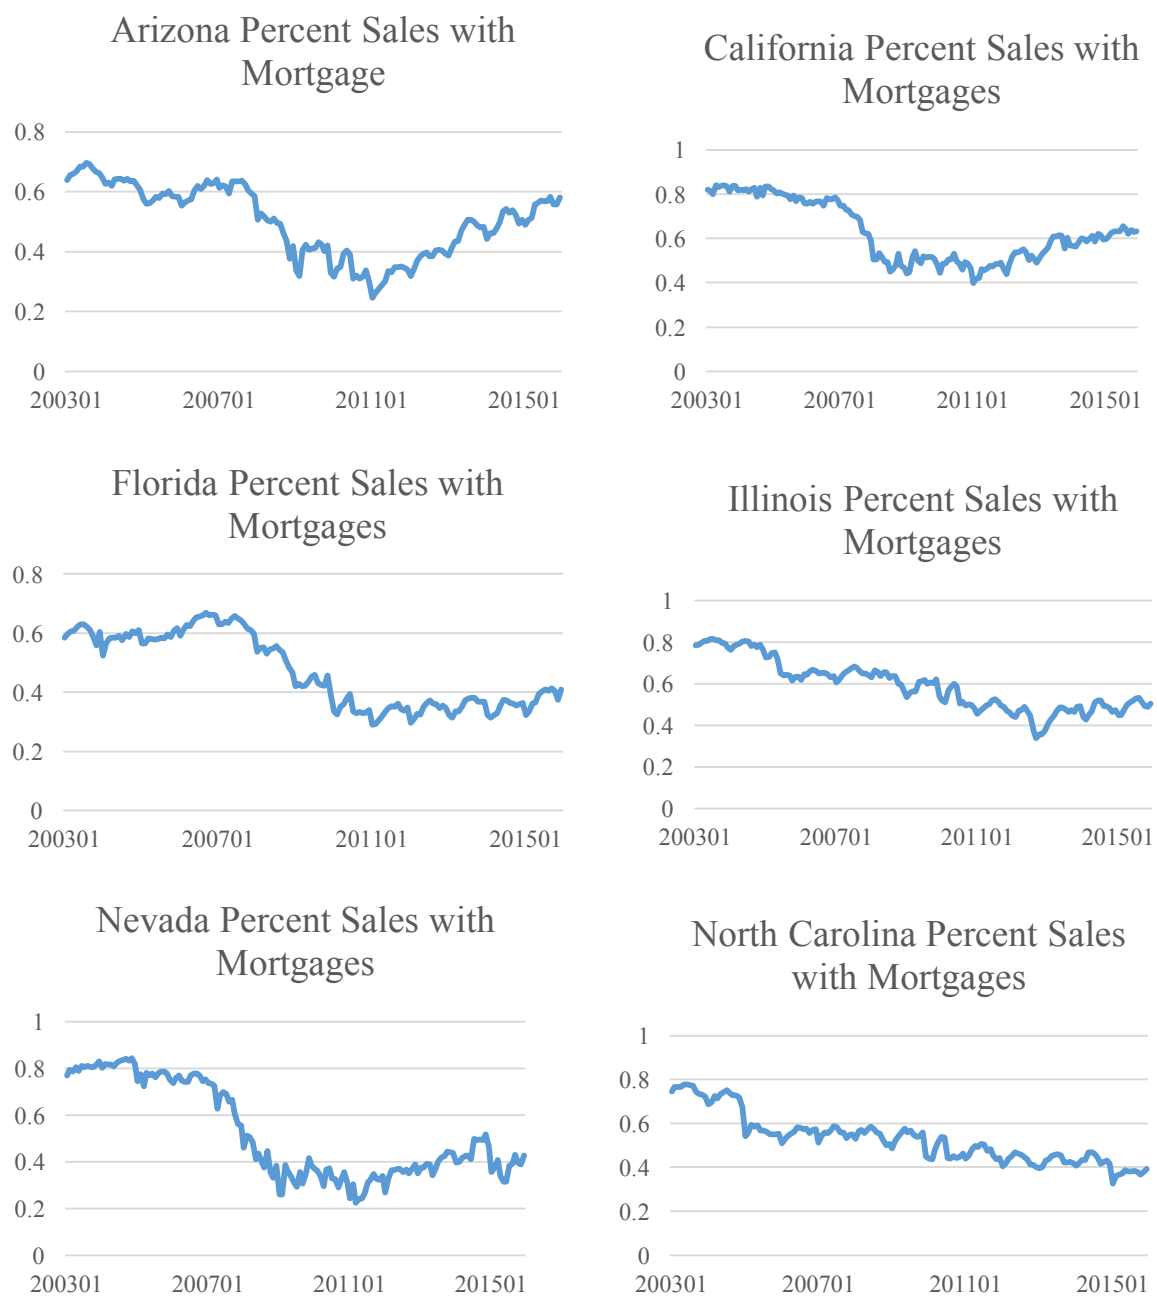 Arizona Percent Sales with
Mortgage
0.8
0.6
0.4
0.2
0
200301 200701 201101 201501
California Percent Sales with
Mortgages
1
0.8
0.6
0.4
0.2
0
200301 200701 201101 201501
Florida Percent Sales with
Mortgages
0.8
0.6
0.4
0.2
0
200301 200701 201101 201501
Illinois Percent Sales with
Mortgages
1
0.8
0.6
0.4
0.2
0
200301 200701 201101 201501
Nevada Percent Sales with
Mortgages
1
0.8
0.6
0.4
0.2
0
200301 200701 201101 201501
North Carolina Percent Sales
with Mortgages
1
0.8
0.6
0.4
0.2
0
200301 200701 201101 201501